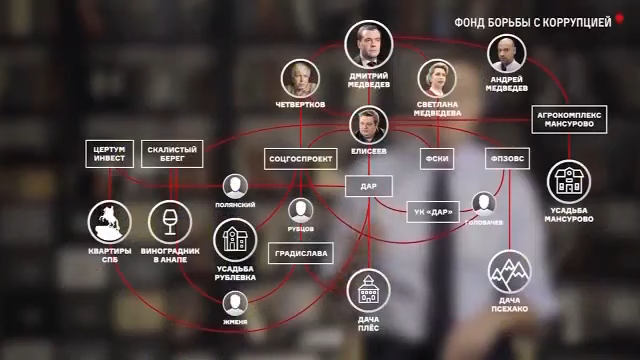 ФОНД БОРЬБЫ С КОРРУПЦИЕЙ
ДМИТРИЙ
МЕДВЕДЕВ
ЧЕТВЕРТКОВ
СВЕТЛАНА
МЕДВЕДЕВА
АНДРЕЙ
МЕДВЕДЕВ
АГРОКОМПЛЕКС
МАНСУРОВО
ЦЕРТУМ
ИНВЕСТ
СКАЛИСТЫЙ
БЕРЕГ
ЕЛИСЕЕВ
СОЦГОСПРОЕКТ
ФСКИ
ФПЗОВС
ДАР
ПОЛЯНСКИЙ
УК «ДАР»
ГОЛОВАЧЕВ
УСАДЬБА
МАНСУРОВО
РУБЦОВ
КВАРТИРЫ
СПБ
ВИНОГРАДНИК
В АНАПЕ
УСАДЬБА
РУБЛЕВКА
ГРАДИСЛАВА
ЖМЕНЯ
ДАЧА
ПЛЁС
ДАЧА
ПСЕХАКО